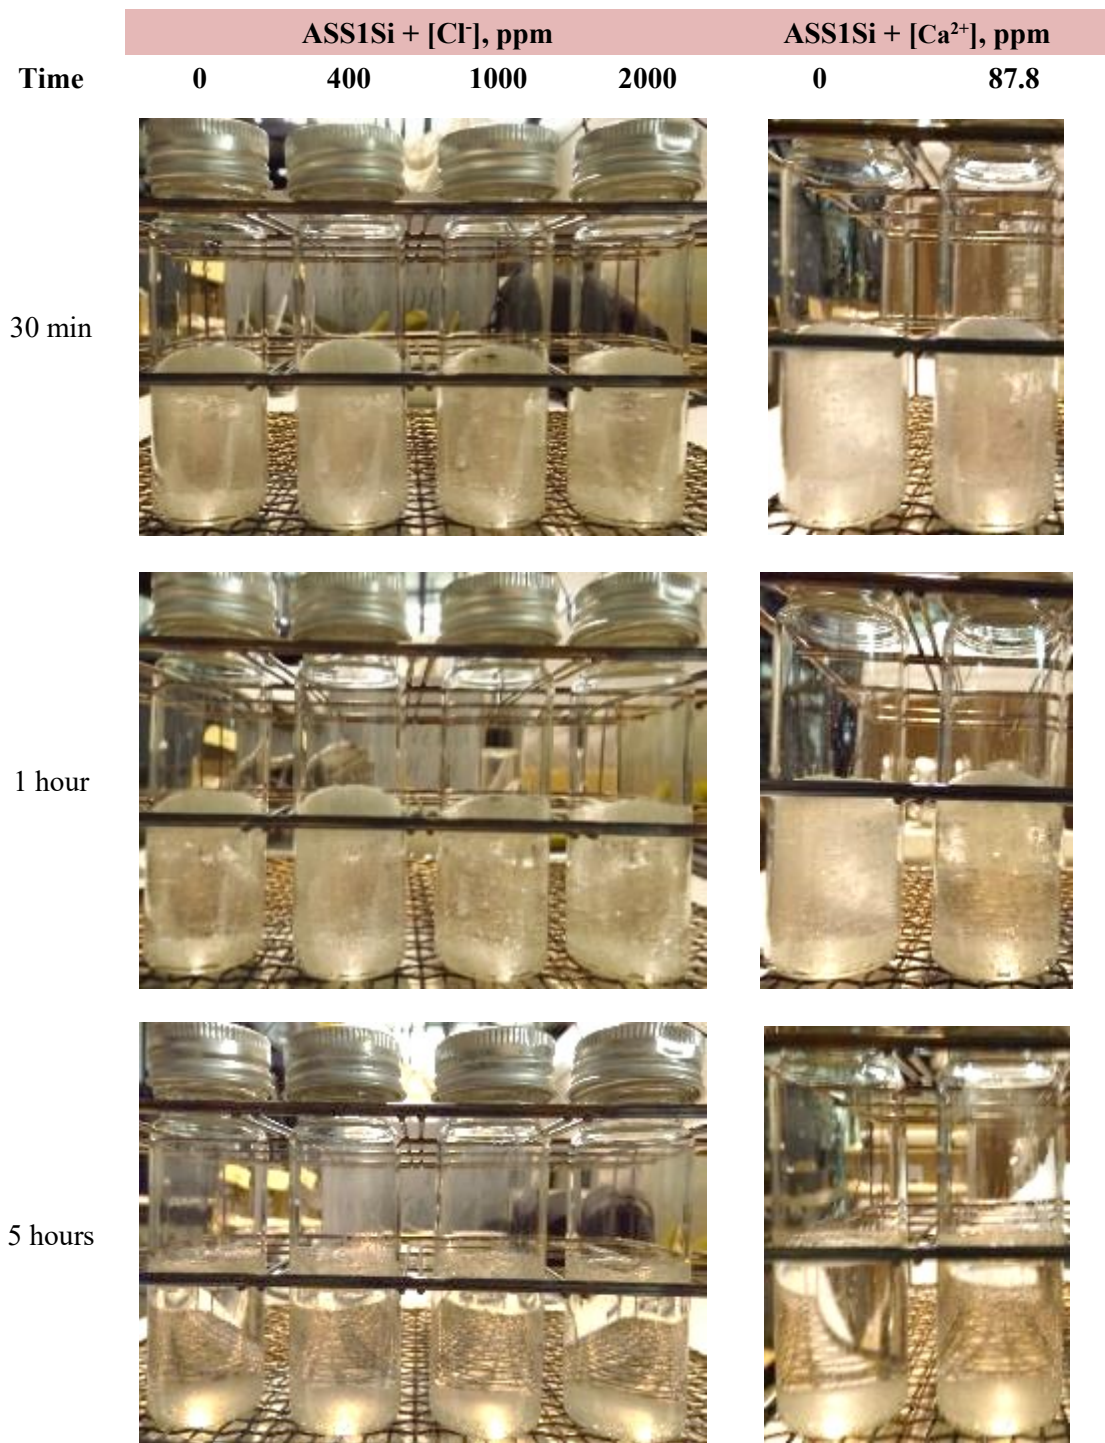 ASS1Si + [Cl⁻], ppm ASS1Si + [Ca²⁺], ppm
Time 0 400 1000 2000 0 87.8
30 min
1 hour
5 hours